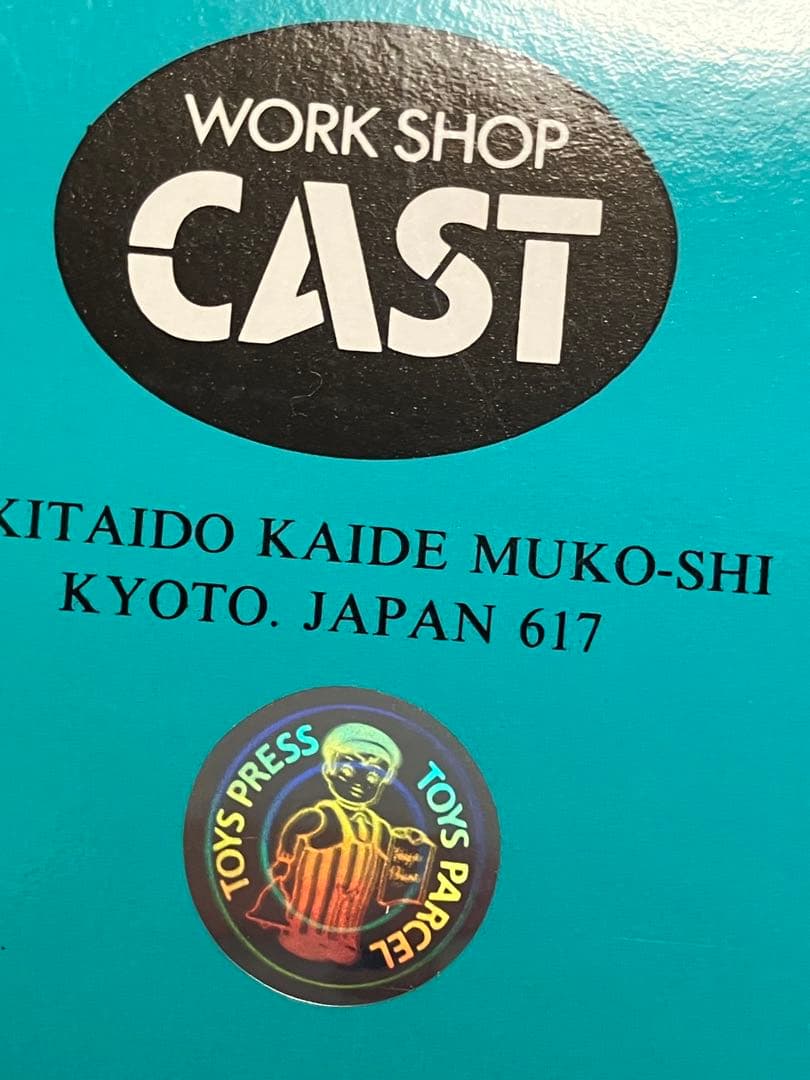 WORK SHOP
CAST
KITAIDO KAIDE MUKO-SHI
KYOTO. JAPAN 617
TOYS PRESS
TOYS PARCEL